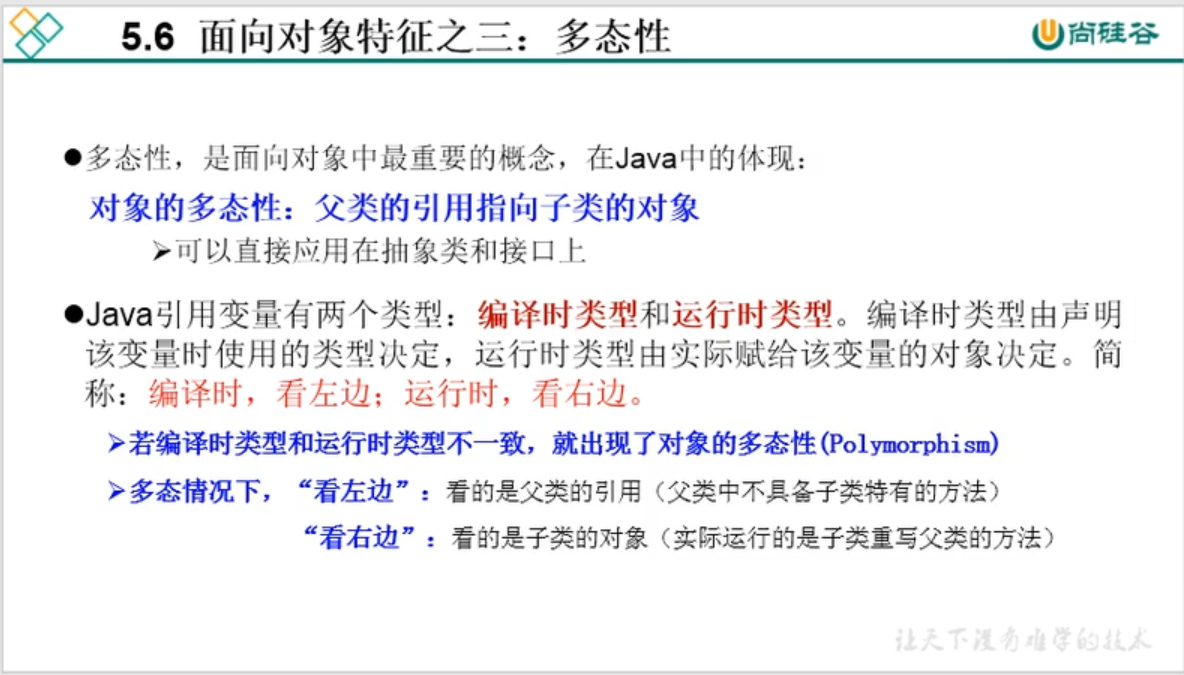 5.6 面向对象特征之三：多态性
尚硅谷
●多态性，是面向对象中最重要的概念，在Java中的体现：
对象的多态性：父类的引用指向子类的对象
➢可以直接应用在抽象类和接口上
●Java引用变量有两个类型：编译时类型和运行时类型。编译时类型由声明
该变量时使用的类型决定，运行时类型由实际赋给该变量的对象决定。简
称：编译时，看左边；运行时，看右边。
➢若编译时类型和运行时类型不一致，就出现了对象的多态性(Polymorphism)
➢多态情况下，“看左边”：看的是父类的引用（父类中不具备子类特有的方法）
“看右边”：看的是子类的对象（实际运行的是子类重写父类的方法）
让天下没有难学的技术